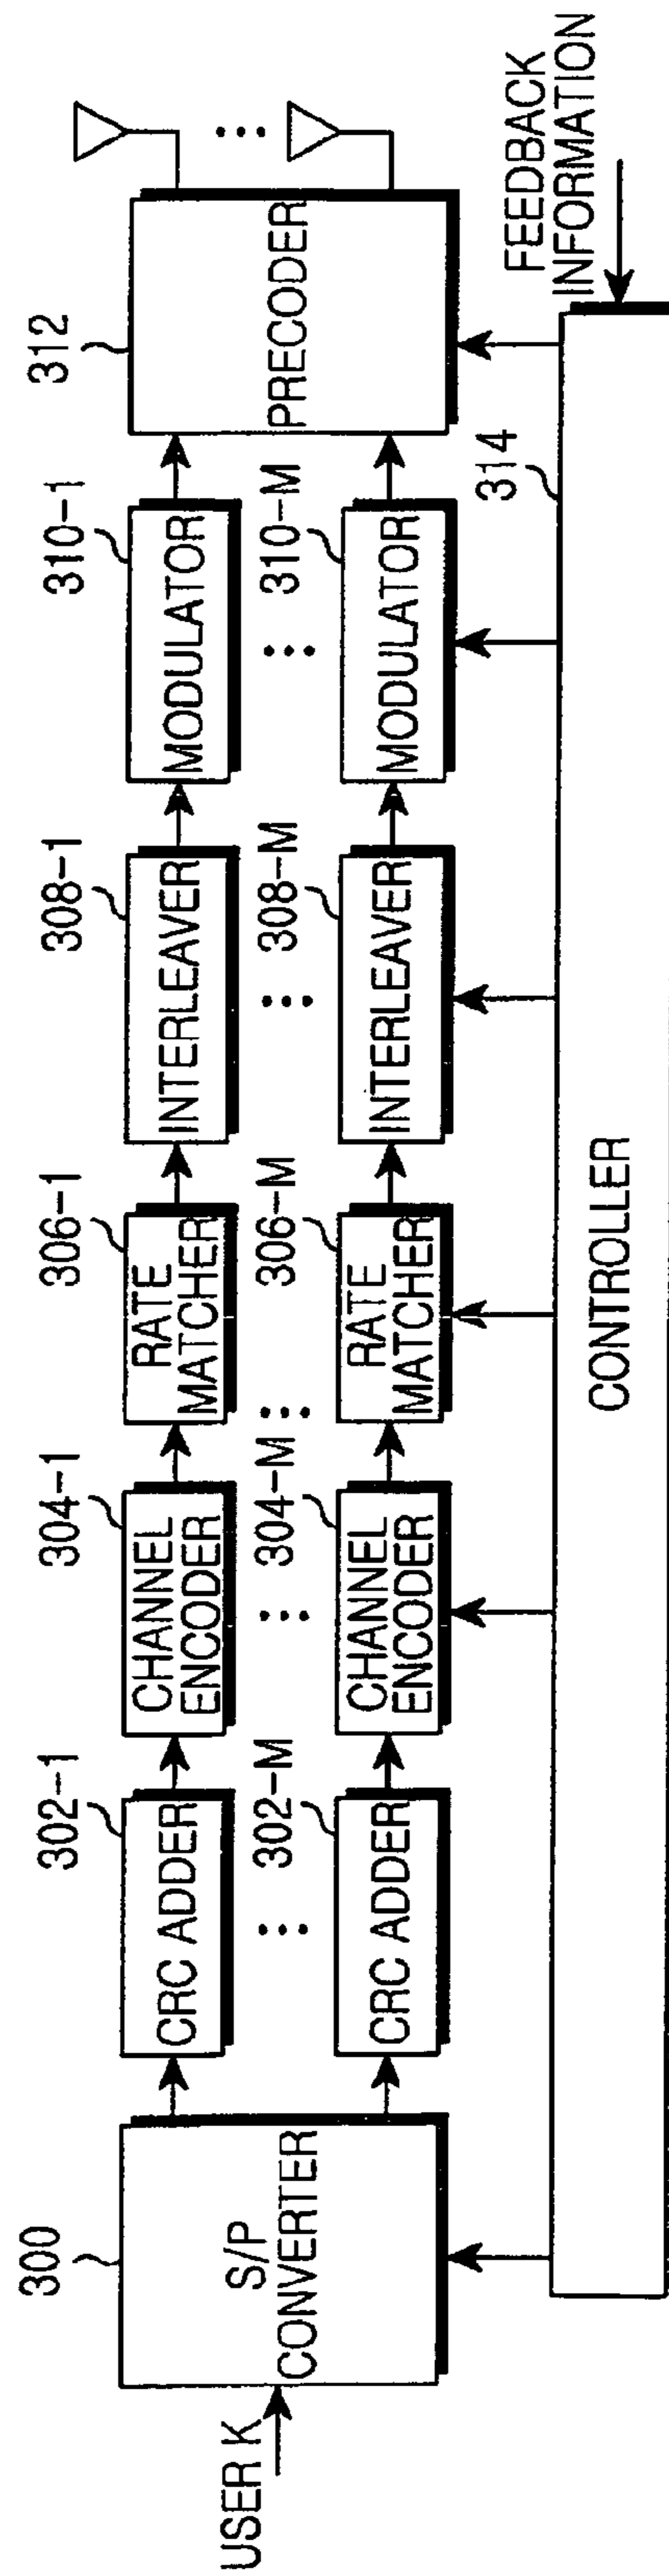 USER K
300
S/P
CONVERTER
302-1
CRC ADDER
302-M
CRC ADDER
304-1
CHANNEL
ENCODER
304-M
CHANNEL
ENCODER
306-1
RATE
MATCHER
306-M
RATE
MATCHER
308-1
INTERLEAVER
308-M
INTERLEAVER
310-1
MODULATOR
310-M
MODULATOR
312
PRECODER
314
CONTROLLER
FEEDBACK
INFORMATION